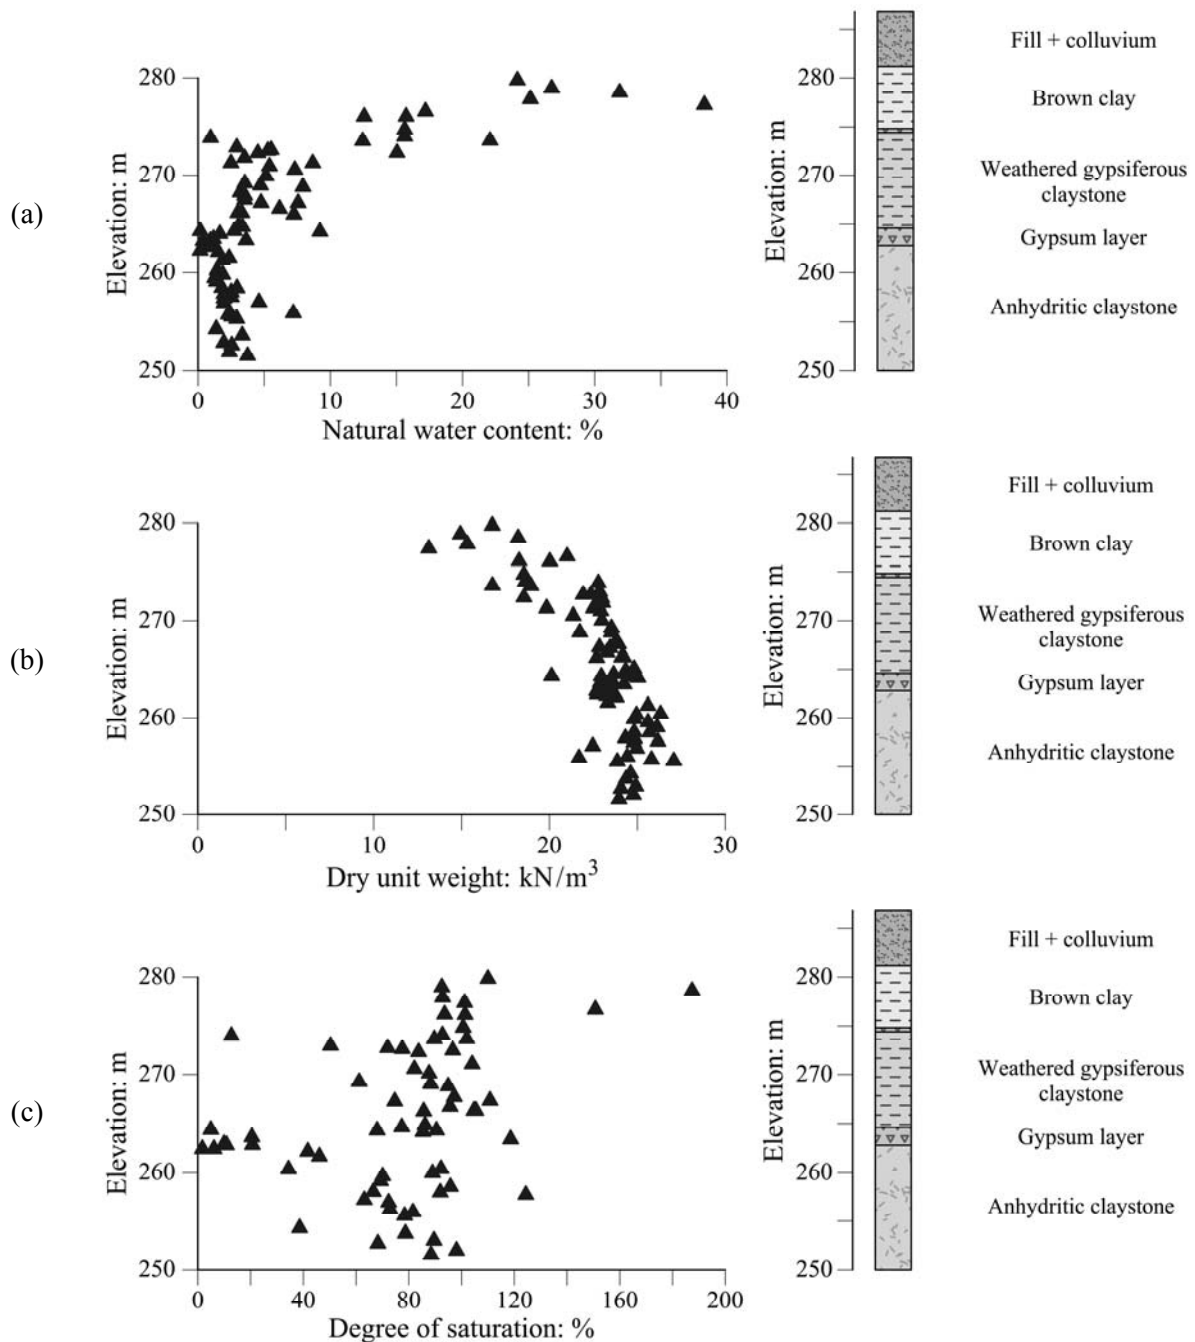 (a)
Elevation: m
280
270
260
250
0
10
20
30
40
Natural water content: %
Elevation: m
280
270
260
250
Fill + colluvium
Brown clay
Weathered gypsiferous
claystone
Gypsum layer
Anhydritic claystone
(b)
Elevation: m
280
270
260
250
0
10
20
30
Dry unit weight: kN/m³
Elevation: m
280
270
260
250
Fill + colluvium
Brown clay
Weathered gypsiferous
claystone
Gypsum layer
Anhydritic claystone
(c)
Elevation: m
280
270
260
250
0
40
80
120
160
200
Degree of saturation: %
Elevation: m
280
270
260
250
Fill + colluvium
Brown clay
Weathered gypsiferous
claystone
Gypsum layer
Anhydritic claystone